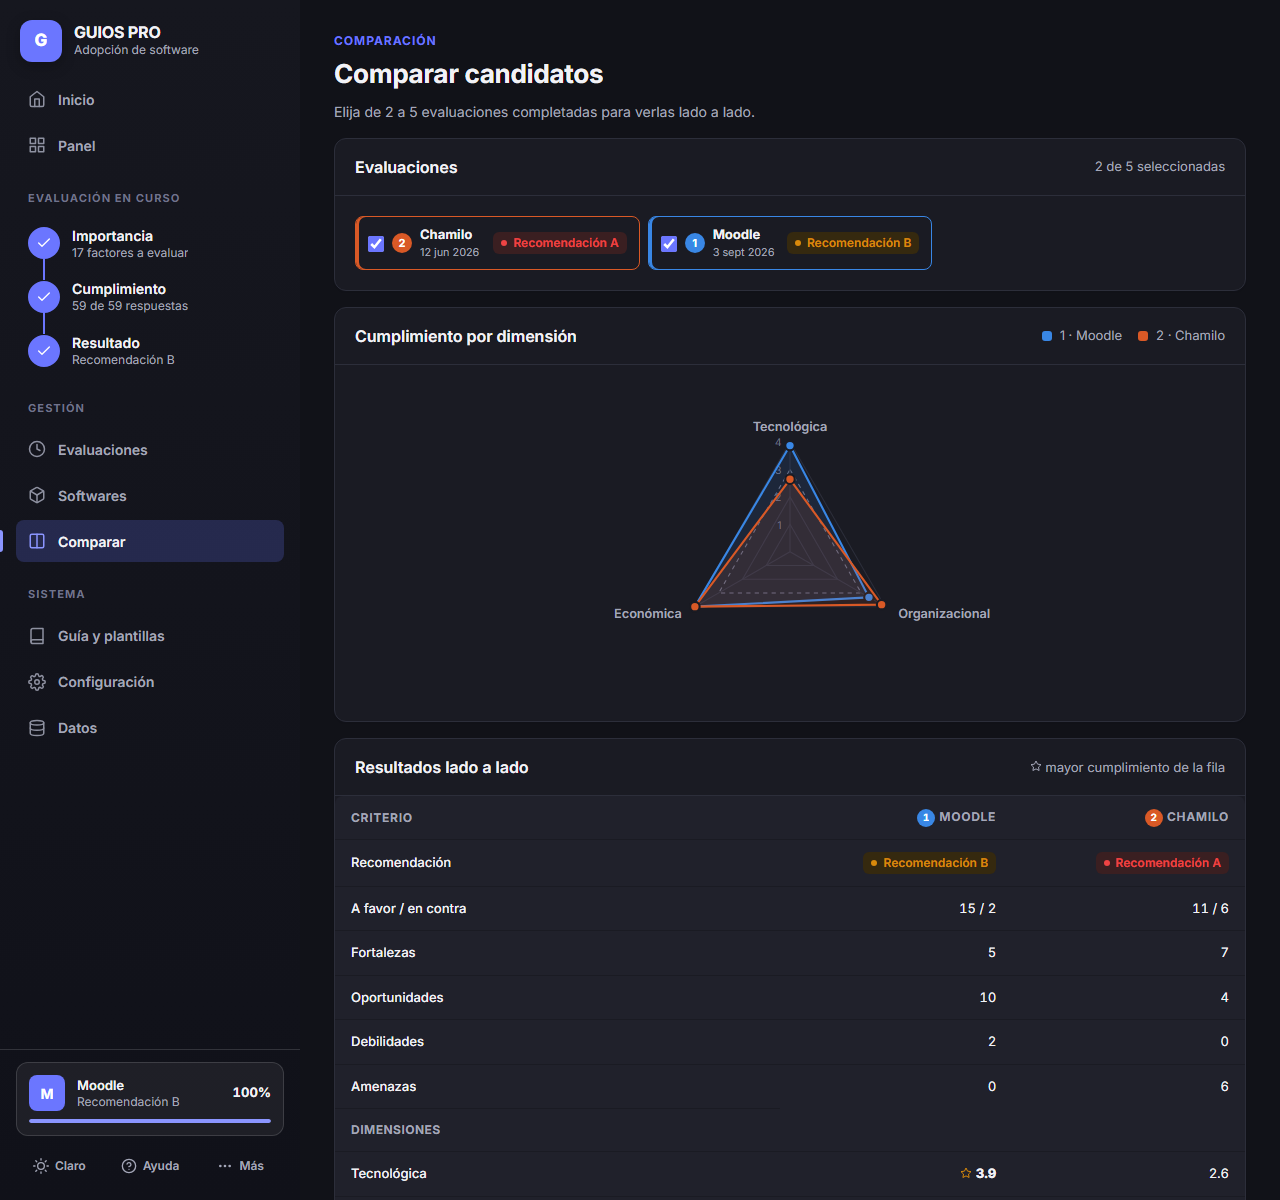 G
GUIOS PRO
Adopción de software
Inicio
Panel
EVALUACIÓN EN CURSO
Importancia
17 factores a evaluar
Cumplimiento
59 de 59 respuestas
Resultado
Recomendación B
GESTIÓN
Evaluaciones
Softwares
Comparar
SISTEMA
Guía y plantillas
Configuración
Datos
M
Moodle
Recomendación B
100%
Claro
Ayuda
Más
COMPARACIÓN
Comparar candidatos
Elija de 2 a 5 evaluaciones completadas para verlas lado a lado.
Evaluaciones
2 de 5 seleccionadas
2
Chamilo
12 jun 2026
Recomendación A
1
Moodle
3 sept 2026
Recomendación B
Cumplimiento por dimensión
1 · Moodle
2 · Chamilo
Tecnológica
4
3
2
1
Económica
Organizacional
Resultados lado a lado
mayor cumplimiento de la fila
CRITERIO 1 MOODLE 2 CHAMILO
Recomendación Recomendación B Recomendación A
A favor / en contra 15 / 2 11 / 6
Fortalezas 5 7
Oportunidades 10 4
Debilidades 2 0
Amenazas 0 6
DIMENSIONES
Tecnológica 3.9 2.6